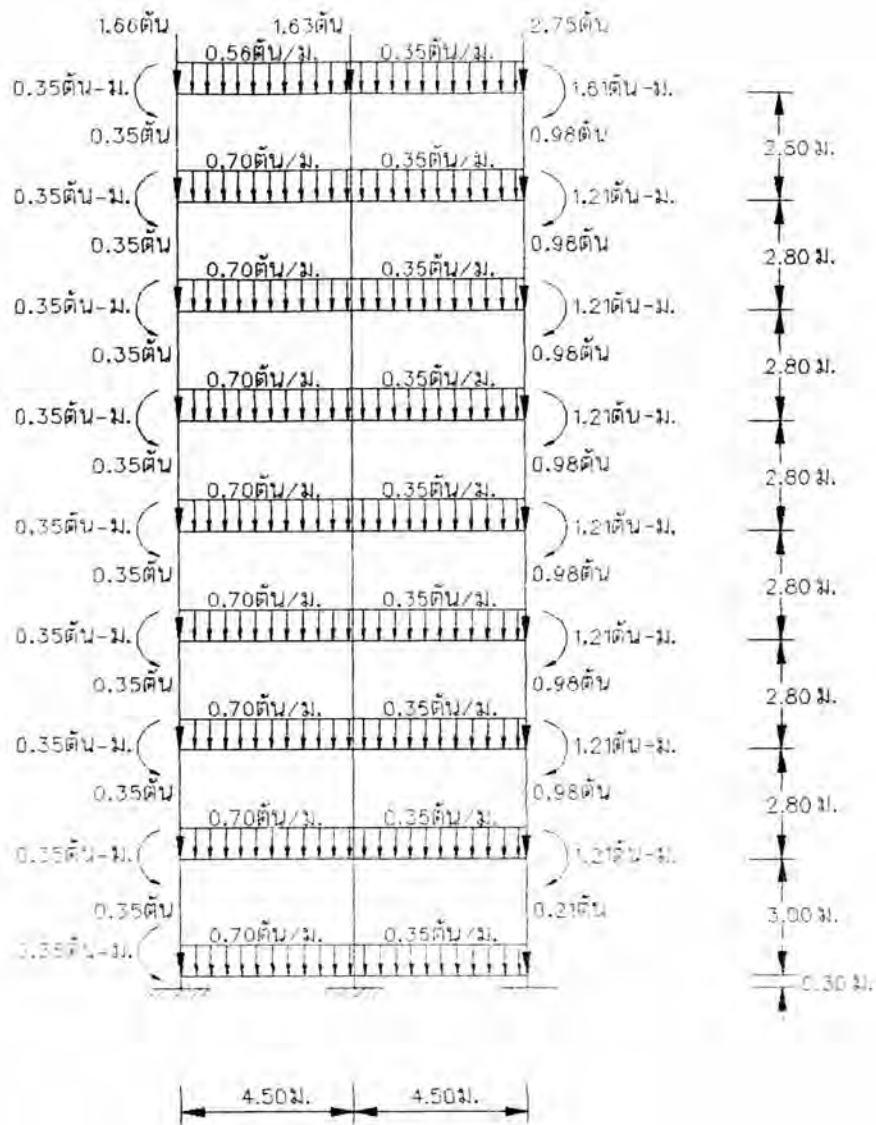 1.66ตัน 1.63ตัน 2.75ตัน
0.56ตัน/ม. 0.35ตัน/ม.
0.35ตัน-ม. 1.61ตัน-ม.
0.35ตัน 0.98ตัน
2.50 ม.
0.70ตัน/ม. 0.35ตัน/ม.
0.35ตัน-ม. 1.21ตัน-ม.
0.35ตัน 0.98ตัน
2.80 ม.
0.70ตัน/ม. 0.35ตัน/ม.
0.35ตัน-ม. 1.21ตัน-ม.
0.35ตัน 0.98ตัน
2.80 ม.
0.70ตัน/ม. 0.35ตัน/ม.
0.35ตัน-ม. 1.21ตัน-ม.
0.35ตัน 0.98ตัน
2.80 ม.
0.70ตัน/ม. 0.35ตัน/ม.
0.35ตัน-ม. 1.21ตัน-ม.
0.35ตัน 0.98ตัน
2.80 ม.
0.70ตัน/ม. 0.35ตัน/ม.
0.35ตัน-ม. 1.21ตัน-ม.
0.35ตัน 0.98ตัน
2.80 ม.
0.70ตัน/ม. 0.35ตัน/ม.
0.35ตัน-ม. 1.21ตัน-ม.
0.35ตัน 0.98ตัน
2.80 ม.
0.70ตัน/ม. 0.35ตัน/ม.
0.35ตัน-ม. 1.21ตัน-ม.
0.35ตัน 0.21ตัน
3.00 ม.
0.70ตัน/ม. 0.35ตัน/ม.
0.35ตัน-ม.
0.30 ม.
4.50ม. 4.50ม.